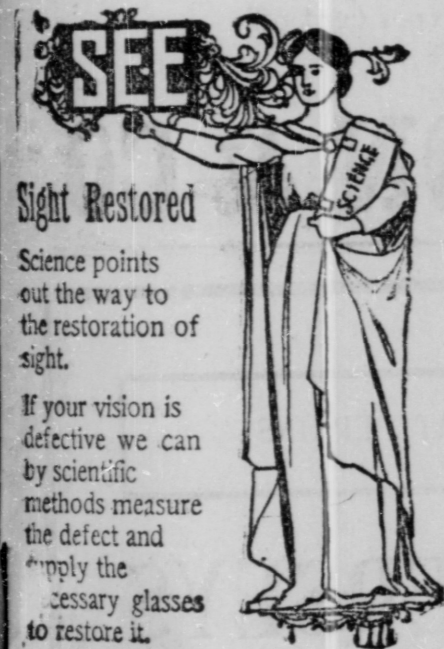 SEE
SCIENCE
Sight Restored
Science points
out the way to
the restoration of
sight.
If your vision is
defective we can
by scientific
methods measure
the defect and
the
glasses
to restore it.